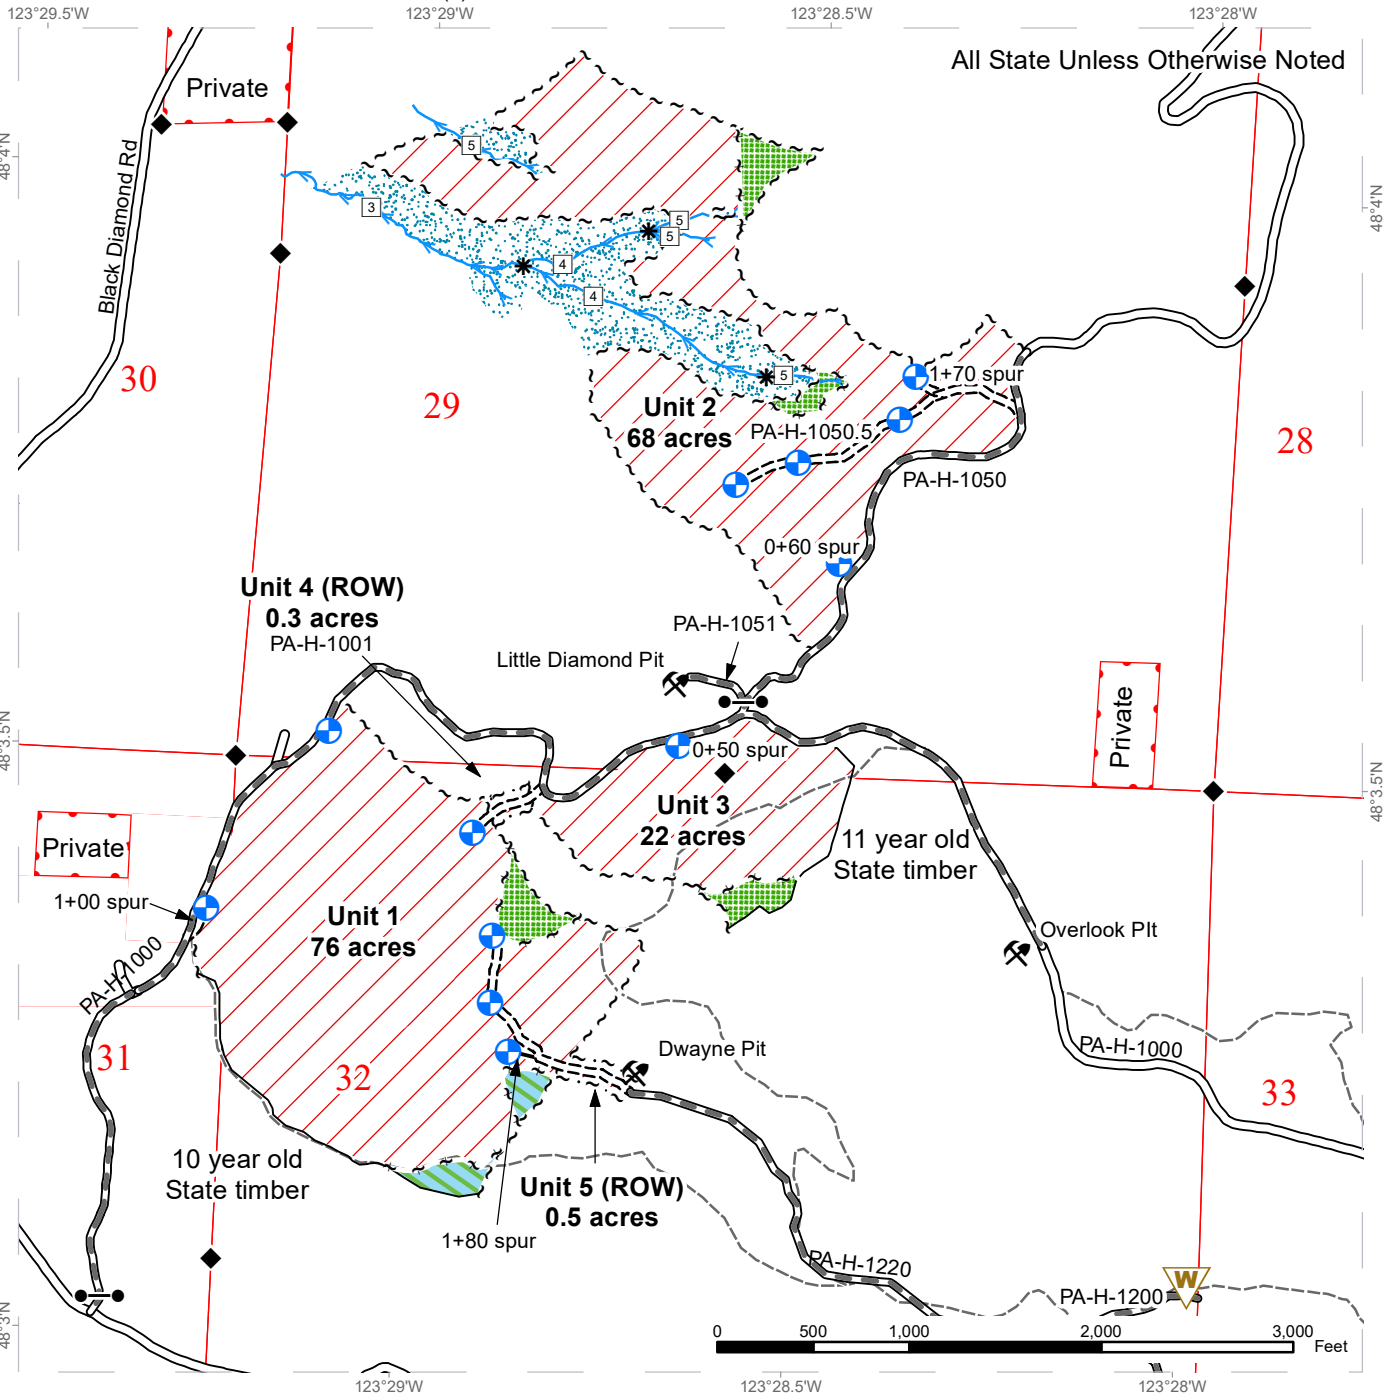 123°29.5'W
123°29'W
123°28.5'W
123°28'W
All State Unless Otherwise Noted
Private
48°4'N
48°4'N
Black Diamond Rd
5
3
5
5
4
4
5
30
29
28
1+70 spur
Unit 2
68 acres
PA-H-1050.5
PA-H-1050
0+60 spur
Unit 4 (ROW)
0.3 acres
PA-H-1001
PA-H-1051
Little Diamond Pit
Private
48°3.5'N
48°3.5'N
0+50 spur
Unit 3
22 acres
11 year old
State timber
Private
1+00 spur
Unit 1
76 acres
Overlook PIt
PA-H-1000
PA-H-1000
Dwayne Pit
31
32
33
10 year old
State timber
Unit 5 (ROW)
0.5 acres
1+80 spur
PA-H-1220
W
PA-H-1200
48°3'N
0
500
1,000
2,000
3,000
Feet
123°29'W
123°28.5'W
123°28'W